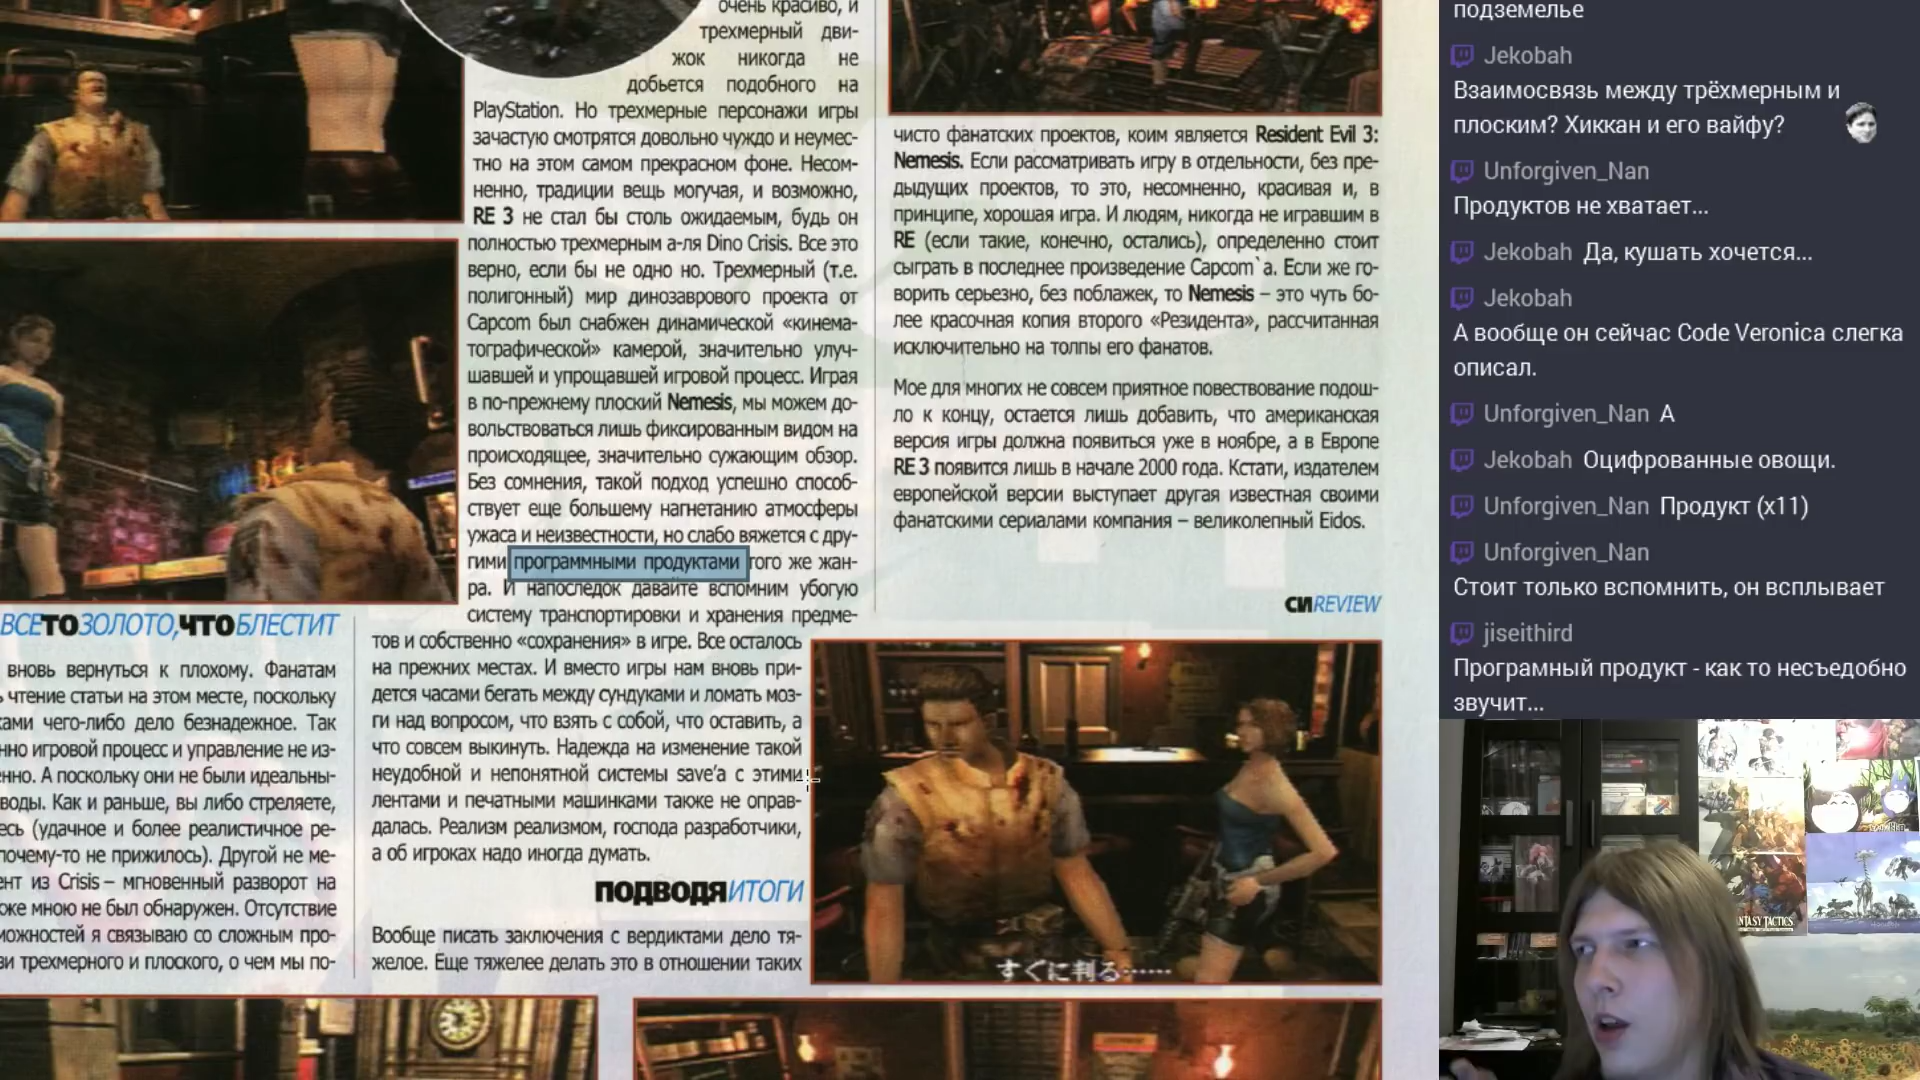 ВСЕ ТО ЗОЛОТО, ЧТО БЛЕСТИТ
вновь вернуться к плохому. Фанатам
чтение статьи на этом месте, поскольку
чего-либо дело безнадежное. Так
игровой процесс и управление не из-
А поскольку они не были идеальны-
Как и раньше, вы либо стреляете,
(удачное и более реалистичное ре-
почему-то не прижилось). Другой не ме-
из Crisis – мгновенный разворот на
мною не был обнаружен. Отсутствие
я связываю со сложным про-
трехмерного и плоского, о чем мы по-
очень красиво, и
трехмерный дви-
жок никогда не
добьется подобного на
PlayStation. Но трехмерные персонажи игры
зачастую смотрятся довольно чуждо и неумес-
тно на этом самом прекрасном фоне. Несом-
ненно, традиции вещь могучая, и возможно,
RE 3 не стал бы столь ожидаемым, будь он
полностью трехмерным а-ля Dino Crisis. Все это
верно, если бы не одно но. Трехмерный (т.е.
полигонный) мир динозаврового проекта от
Capcom был снабжен динамической «кинема-
тографической» камерой, значительно улуч-
шавшей и упрощавшей игровой процесс. Играя
в по-прежнему плоский Nemesis, мы можем до-
вольствоваться лишь фиксированным видом на
происходящее, значительно сужающим обзор.
Без сомнения, такой подход успешно способ-
ствует еще большему нагнетанию атмосферы
ужаса и неизвестности, но слабо вяжется с дру-
гими программными продуктами того же жан-
ра. И напоследок давайте вспомним убогую
систему транспортировки и хранения предме-
тов и собственно «сохранения» в игре. Все осталось
на прежних местах. И вместо игры нам вновь при-
дется часами бегать между сундуками и ломать моз-
ги над вопросом, что взять с собой, что оставить, а
что совсем выкинуть. Надежда на изменение такой
неудобной и непонятной системы save'а с этими
лентами и печатными машинками также не оправ-
далась. Реализм реализмом, господа разработчики,
а об игроках надо иногда думать.
ПОДВОДЯ ИТОГИ
Вообще писать заключения с вердиктами дело тя-
желое. Еще тяжелее делать это в отношении таких
чисто фанатских проектов, коим является Resident Evil 3:
Nemesis. Если рассматривать игру в отдельности, без пре-
дыдущих проектов, то это, несомненно, красивая и, в
принципе, хорошая игра. И людям, никогда не игравшим в
RE (если такие, конечно, остались), определенно стоит
сыграть в последнее произведение Capcom`а. Если же го-
ворить серьезно, без поблажек, то Nemesis – это чуть бо-
лее красочная копия второго «Резидента», рассчитанная
исключительно на толпы его фанатов.
Мое для многих не совсем приятное повествование подош-
ло к концу, остается лишь добавить, что американская
версия игры должна появиться уже в ноябре, а в Европе
RE 3 появится лишь в начале 2000 года. Кстати, издателем
европейской версии выступает другая известная своими
фанатскими сериалами компания – великолепный Eidos.
СИ REVIEW
すぐに判る……
подземелье
Jekobah
Взаимосвязь между трёхмерным и
плоским? Хиккан и его вайфу?
Unforgiven_Nan
Продуктов не хватает...
Jekobah Да, кушать хочется...
Jekobah
А вообще он сейчас Code Veronica слегка
описал.
Unforgiven_Nan А
Jekobah Оцифрованные овощи.
Unforgiven_Nan Продукт (x11)
Unforgiven_Nan
Стоит только вспомнить, он всплывает
jiseithird
Програмный продукт - как то несъедобно
звучит...
TACTICS